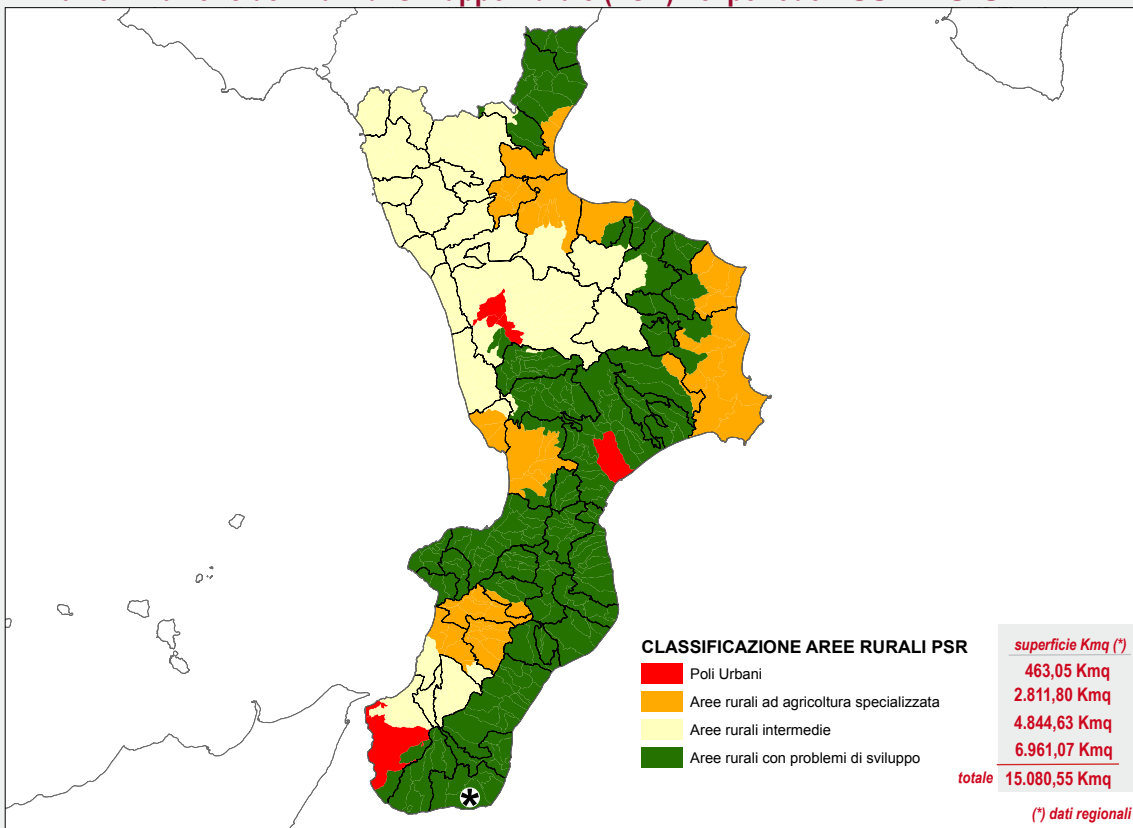 CLASSIFICAZIONE AREE RURALI PSR
superficie Kmq (*)
Poli Urbani
463,05 Kmq
Aree rurali ad agricoltura specializzata
2.811,80 Kmq
Aree rurali intermedie
4.844,63 Kmq
Aree rurali con problemi di sviluppo
6.961,07 Kmq
totale 15.080,55 Kmq
(*) dati regionali
*